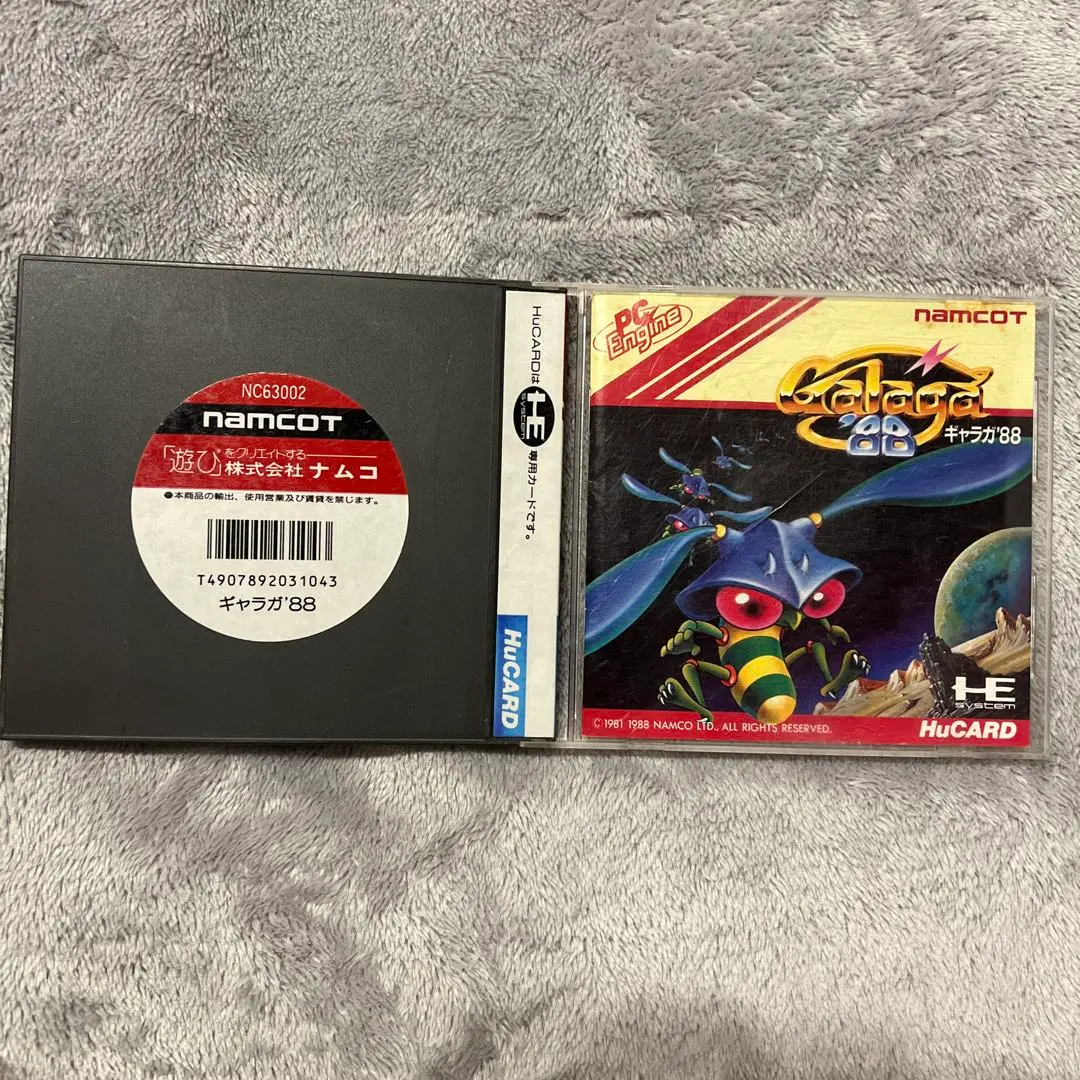 NC63002
namcoT
「遊び」をクリエイトする
株式会社 ナムコ
●本商品の輸出、使用営業及び賃貸を禁じます。
T4907892031043
ギャラガ'88
HuCARDは HE system 専用カードです。
HuCARD
PC Engine
namcoT
Galaga '88
ギャラガ'88
HE system
© 1981 1988 NAMCO LTD., ALL RIGHTS RESERVED.
HuCARD